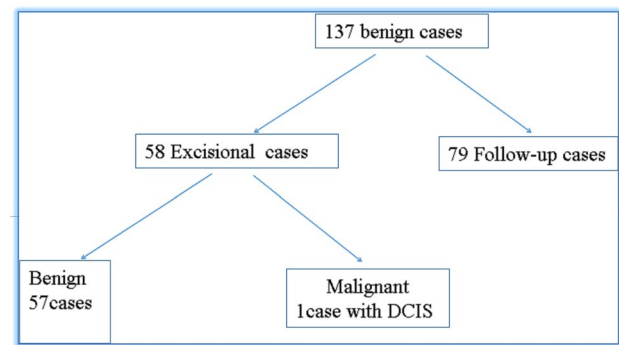 137 benign cases
58 Excisional cases
79 Follow-up cases
Benign
57cases
Malignant
1case with DCIS